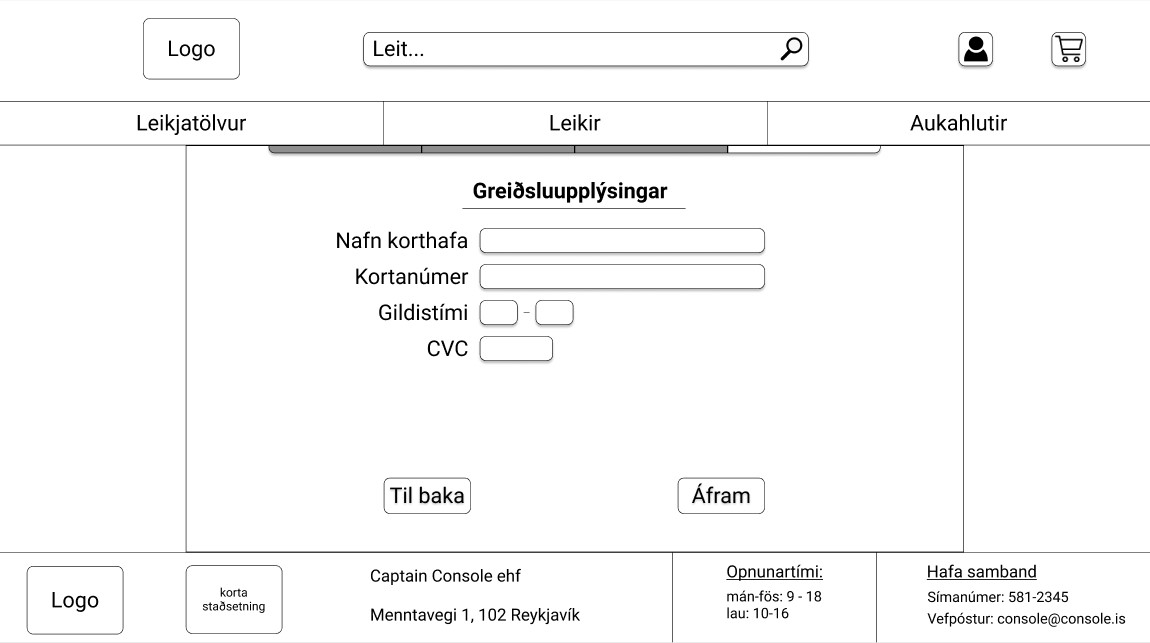 Logo
Leit...
Leikjatölvur
Leikir
Aukahlutir
Greiðsluupplýsingar
Nafn korthafa
Kortanúmer
Gildistími
–
CVC
Til baka
Áfram
Logo
korta
staðsetning
Captain Console ehf
Menntavegi 1, 102 Reykjavík
Opnunartími:
mán-fös: 9 - 18
lau: 10-16
Hafa samband
Símanúmer: 581-2345
Vefpóstur: console@console.is